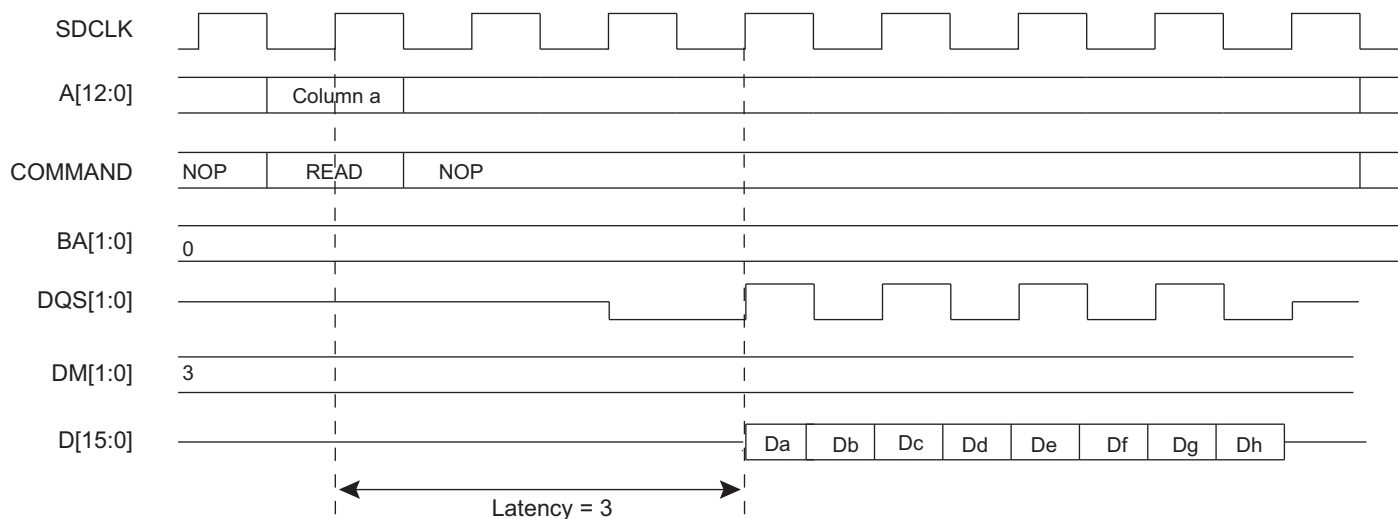 SDCLK
A[12:0] Column a
COMMAND NOP READ NOP
BA[1:0] 0
DQS[1:0]
DM[1:0] 3
D[15:0] Da Db Dc Dd De Df Dg Dh
Latency = 3